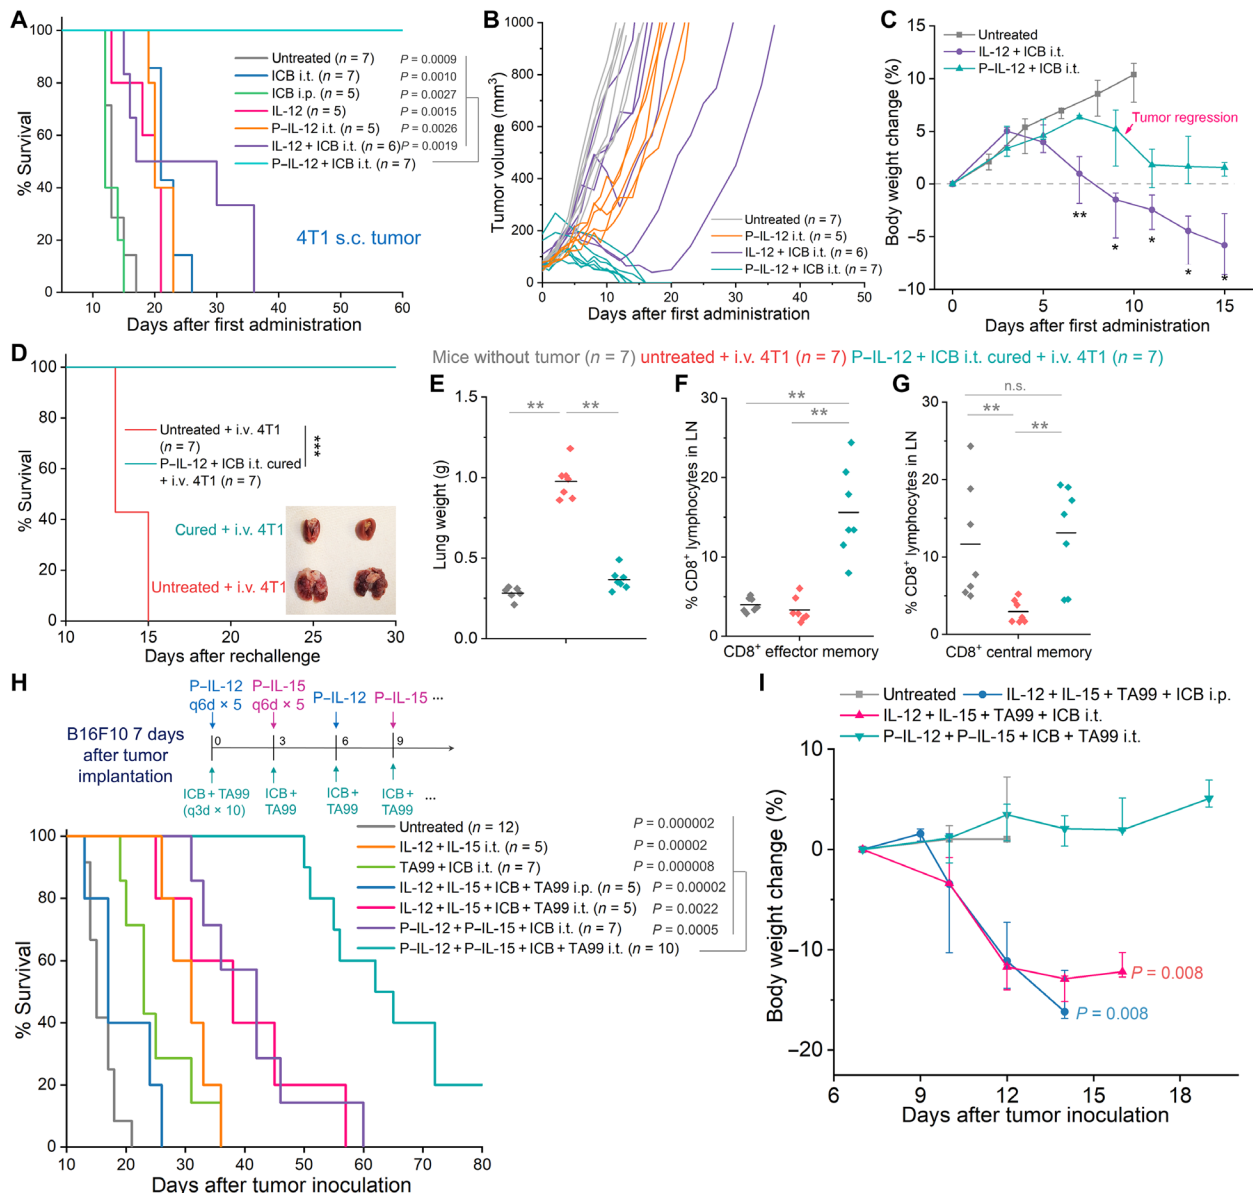 A
100
80
60
40
20
0
% Survival
10
20
30
40
50
60
Days after first administration
Untreated (n = 7)
ICB i.t. (n = 7)
ICB i.p. (n = 5)
IL-12 (n = 5)
P–IL-12 i.t. (n = 5)
IL-12 + ICB i.t. (n = 6)
P–IL-12 + ICB i.t. (n = 7)
P = 0.0009
P = 0.0010
P = 0.0027
P = 0.0015
P = 0.0026
P = 0.0019
4T1 s.c. tumor
B
1000
800
600
400
200
0
Tumor volume (mm³)
0
10
20
30
40
50
Days after first administration
Untreated (n = 7)
P–IL-12 i.t. (n = 5)
IL-12 + ICB i.t. (n = 6)
P–IL-12 + ICB i.t. (n = 7)
C
15
10
5
0
−5
−10
Body weight change (%)
0
5
10
15
Days after first administration
Untreated
IL-12 + ICB i.t.
P–IL-12 + ICB i.t.
Tumor regression
**
*
*
*
*
D
100
80
60
40
20
0
% Survival
10
15
20
25
30
Days after rechallenge
Untreated + i.v. 4T1
(n = 7)
P–IL-12 + ICB i.t. cured
+ i.v. 4T1 (n = 7)
***
Cured + i.v. 4T1
Untreated + i.v. 4T1
Mice without tumor (n = 7) untreated + i.v. 4T1 (n = 7) P–IL-12 + ICB i.t. cured + i.v. 4T1 (n = 7)
E
1.5
1.0
0.5
0.0
Lung weight (g)
**
**
F
30
20
10
0
% CD8⁺ lymphocytes in LN
**
**
CD8⁺ effector memory
G
30
20
10
0
% CD8⁺ lymphocytes in LN
n.s.
**
**
CD8⁺ central memory
H
P–IL-12
q6d × 5
P–IL-15
q6d × 5
P–IL-12
P–IL-15 ...
B16F10 7 days
after tumor
implantation
0
3
6
9
ICB + TA99
(q3d × 10)
ICB +
TA99
ICB +
TA99
ICB +
TA99
...
100
80
60
40
20
0
% Survival
10
20
30
40
50
60
70
80
Days after tumor inoculation
Untreated (n = 12)
IL-12 + IL-15 i.t. (n = 5)
TA99 + ICB i.t. (n = 7)
IL-12 + IL-15 + ICB + TA99 i.p. (n = 5)
IL-12 + IL-15 + ICB + TA99 i.t. (n = 5)
P–IL-12 + P–IL-15 + ICB i.t. (n = 7)
P–IL-12 + P–IL-15 + ICB + TA99 i.t. (n = 10)
P = 0.000002
P = 0.00002
P = 0.000008
P = 0.00002
P = 0.0022
P = 0.0005
I
Untreated
IL-12 + IL-15 + TA99 + ICB i.p.
IL-12 + IL-15 + TA99 + ICB i.t.
P–IL-12 + P–IL-15 + ICB + TA99 i.t.
10
0
−10
−20
Body weight change (%)
6
9
12
15
18
Days after tumor inoculation
P = 0.008
P = 0.008